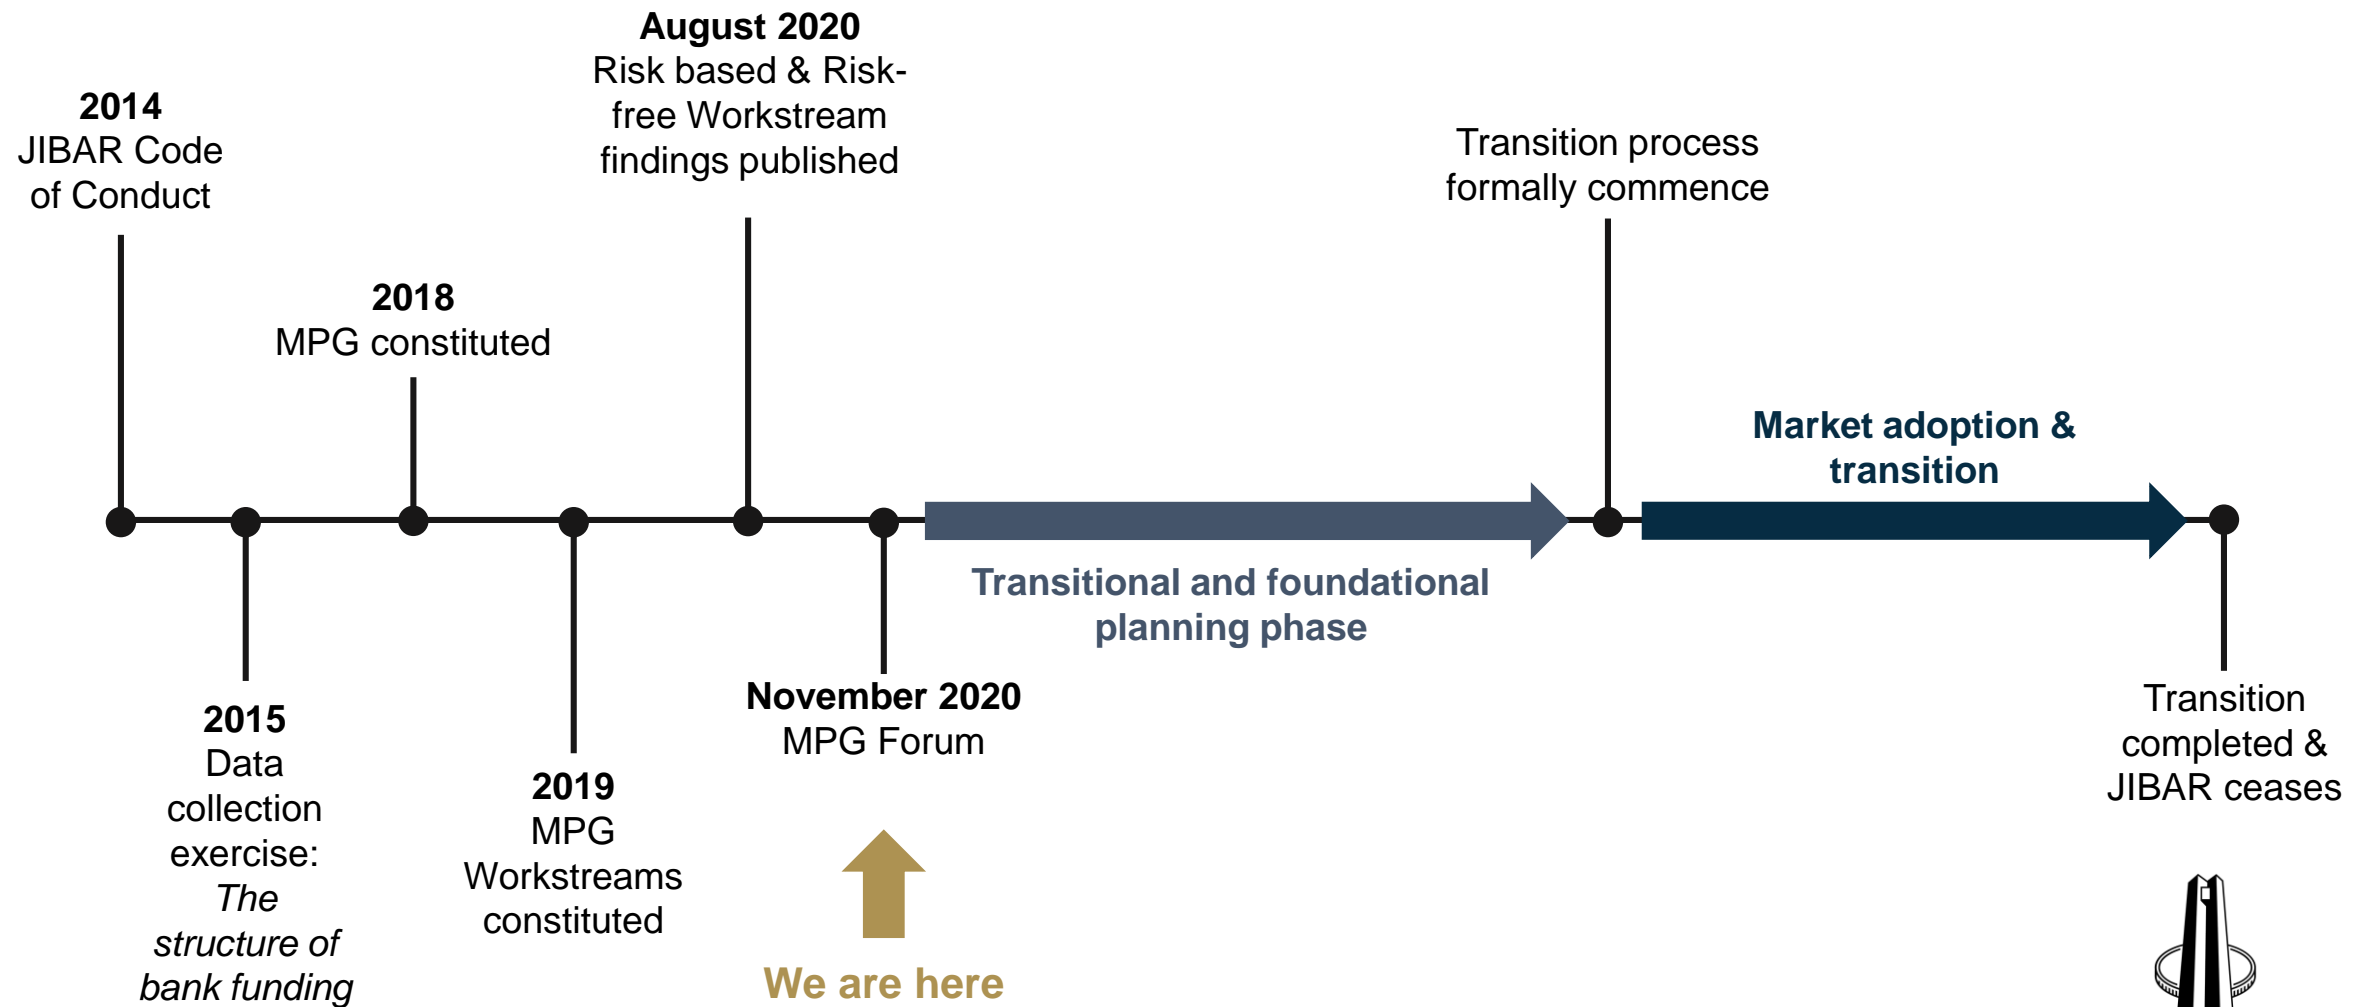 August 2020
Risk based & Risk-
free Workstream
findings published
2014
JIBAR Code
of Conduct
Transition process
formally commence
2018
MPG constituted
Market adoption &
transition
Transitional and foundational
planning phase
2015
Data
collection
exercise:
The
structure of
bank funding
2019
MPG
Workstreams
constituted
November 2020
MPG Forum
We are here
Transition
completed &
JIBAR ceases